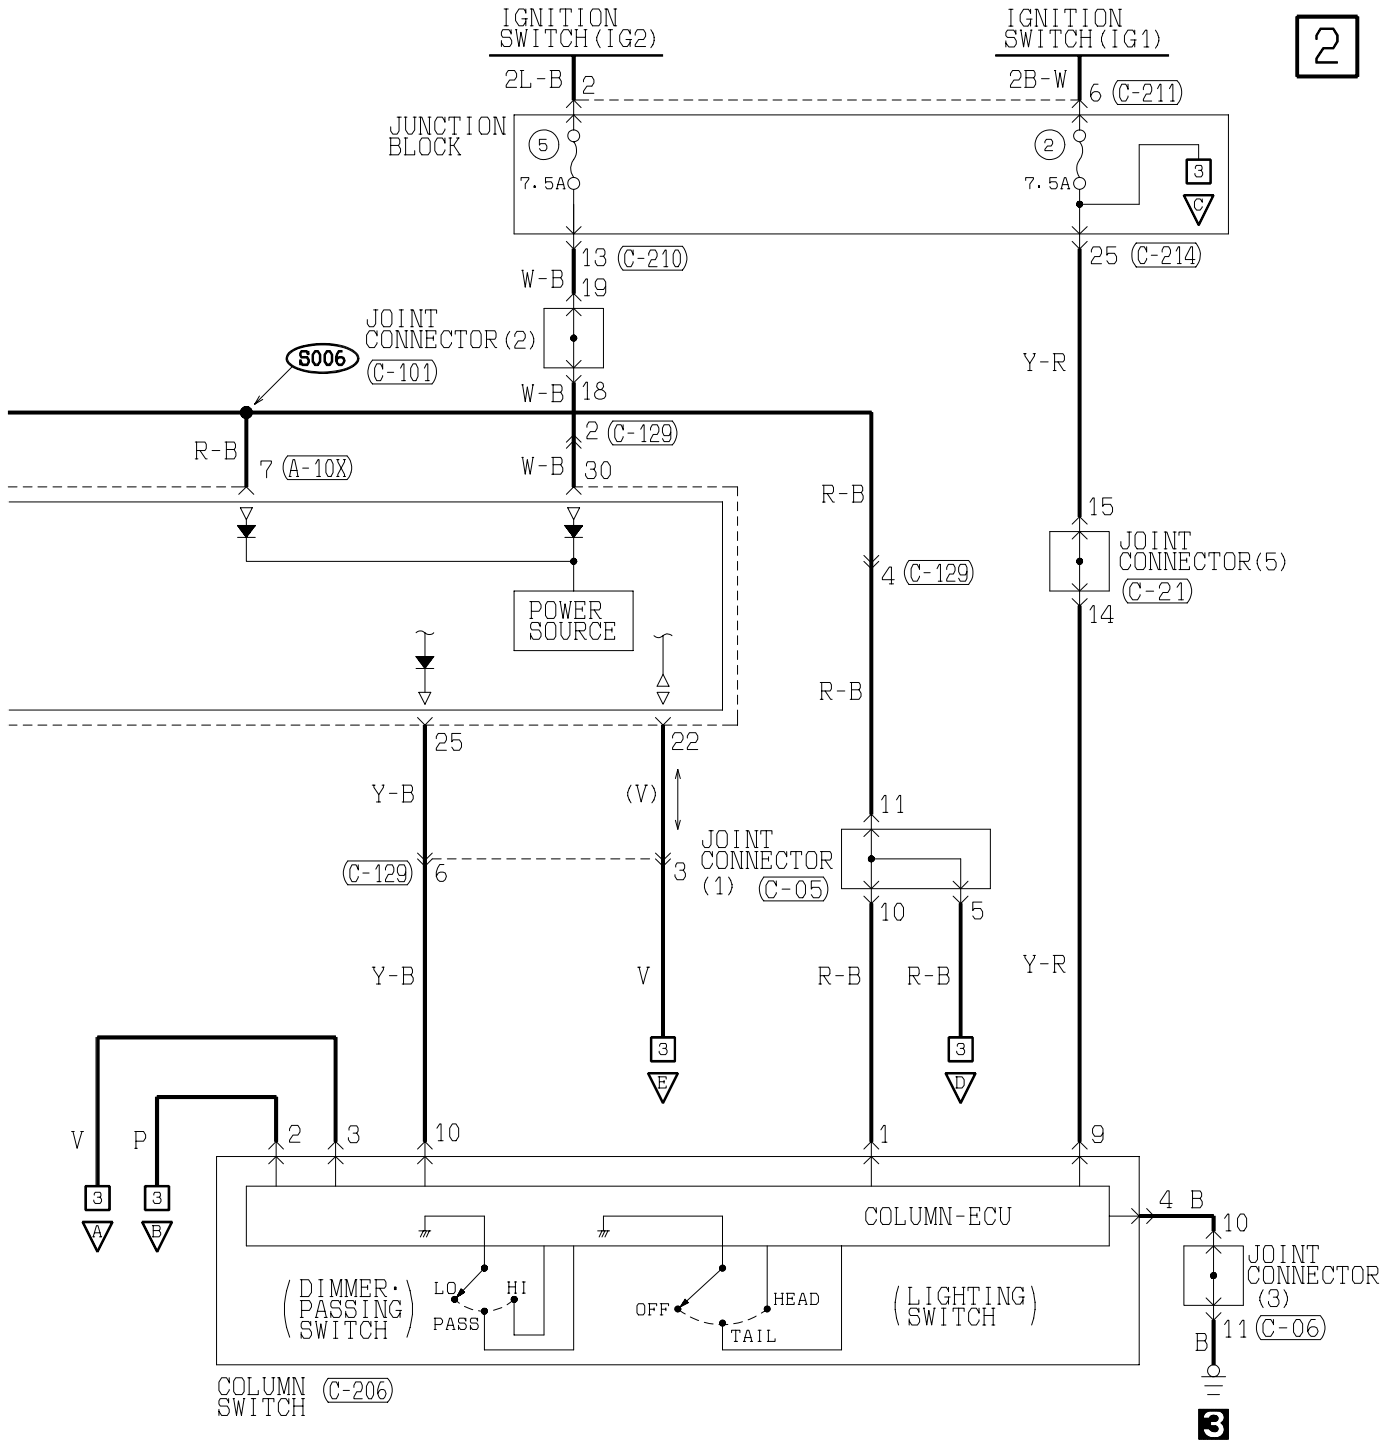 IGNITION
SWITCH(IG2)
IGNITION
SWITCH(IG1)
2
2L-B 2
2B-W 6 (C-211)
JUNCTION
BLOCK
5
7.5A
2
7.5A
3
C
13 (C-210)
25 (C-214)
W-B
19
JOINT
CONNECTOR(2)
(C-101)
S006
Y-R
W-B 18
2 (C-129)
R-B
7 (A-10X)
W-B 30
R-B
15
JOINT
CONNECTOR(5)
(C-21)
14
4 (C-129)
POWER
SOURCE
R-B
25
22
Y-B
(V)
11
JOINT
CONNECTOR
(1) (C-05)
(C-129) 6
3
10
5
Y-B
V
R-B
R-B
Y-R
3
E
3
D
V
P
2
3
10
1
9
3
A
3
B
COLUMN-ECU
4 B
10
JOINT
CONNECTOR
(3)
11 (C-06)
B
(DIMMER·
PASSING
SWITCH)
LO
HI
PASS
OFF
HEAD
TAIL
(LIGHTING
SWITCH)
COLUMN
SWITCH
(C-206)
3